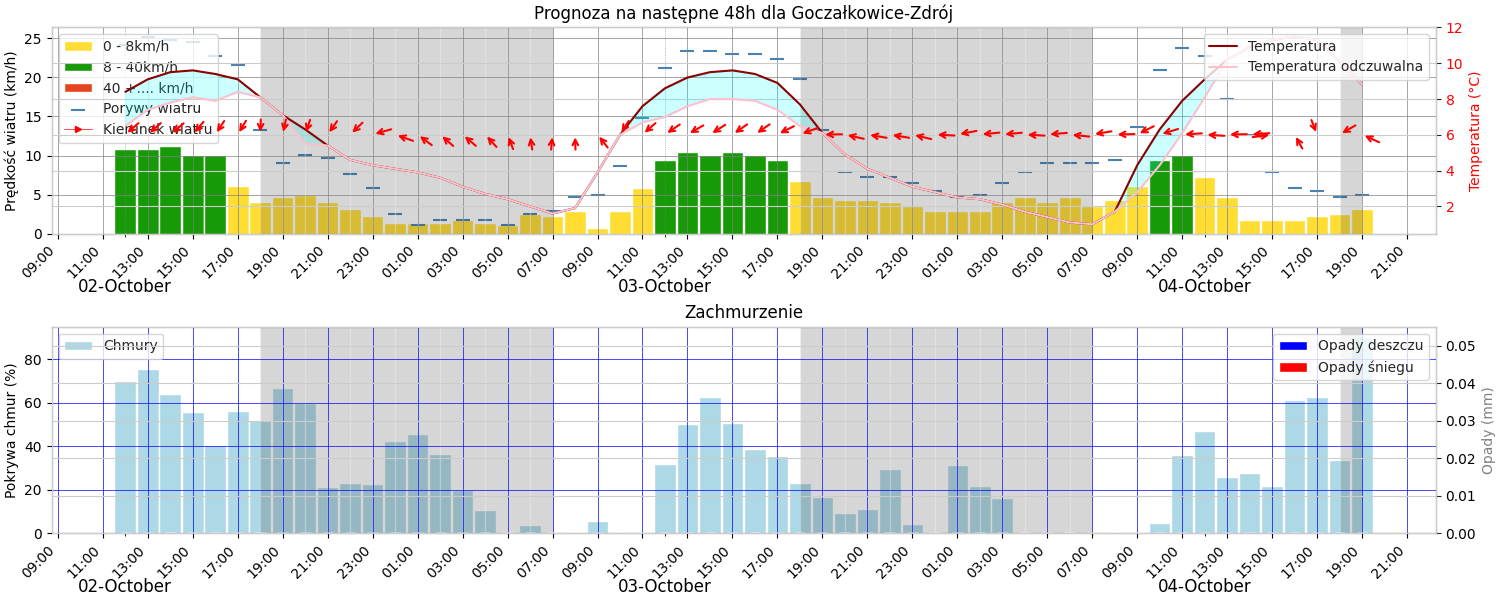 Prognoza na następne 48h dla Goczałkowice-Zdrój
Prędkość wiatru (km/h)
25
20
15
10
5
0
0 - 8km/h
8 - 40km/h
40 +.... km/h
Porywy wiatru
Kierunek wiatru
Temperatura
Temperatura odczuwalna
12
10
8
6
4
2
Temperatura (°C)
09:00 11:00 13:00 15:00 17:00 19:00 21:00 23:00 01:00 03:00 05:00 07:00 09:00 11:00 13:00 15:00 17:00 19:00 21:00 23:00 01:00 03:00 05:00 07:00 09:00 11:00 13:00 15:00 17:00 19:00 21:00
02-October 03-October 04-October
Zachmurzenie
Pokrywa chmur (%)
80
60
40
20
0
Chmury
Opady deszczu
Opady śniegu
0.05
0.04
0.03
0.02
0.01
0.00
Opady (mm)
09:00 11:00 13:00 15:00 17:00 19:00 21:00 23:00 01:00 03:00 05:00 07:00 09:00 11:00 13:00 15:00 17:00 19:00 21:00 23:00 01:00 03:00 05:00 07:00 09:00 11:00 13:00 15:00 17:00 19:00 21:00
02-October 03-October 04-October